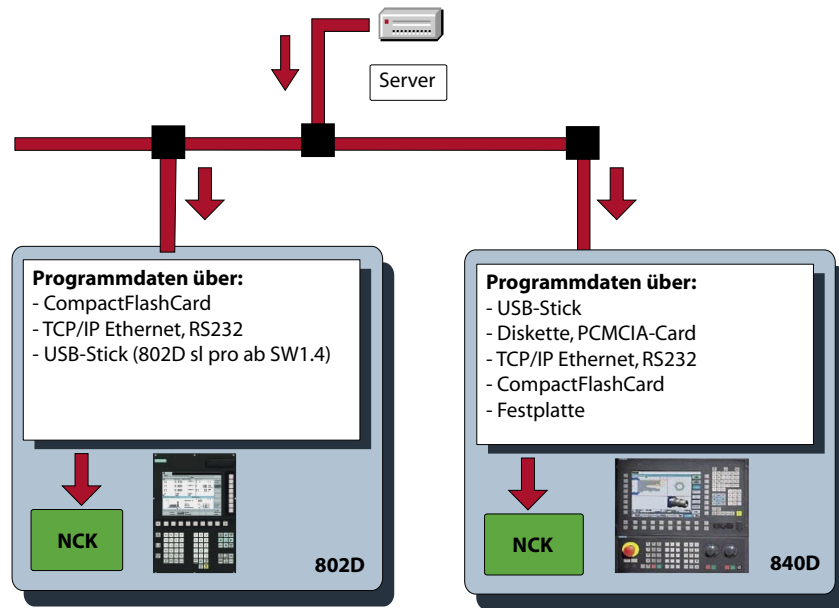 Server
Programmdaten über:
- CompactFlashCard
- TCP/IP Ethernet, RS232
- USB-Stick (802D sl pro ab SW1.4)
NCK
802D
Programmdaten über:
- USB-Stick
- Diskette, PCMCIA-Card
- TCP/IP Ethernet, RS232
- CompactFlashCard
- Festplatte
NCK
840D